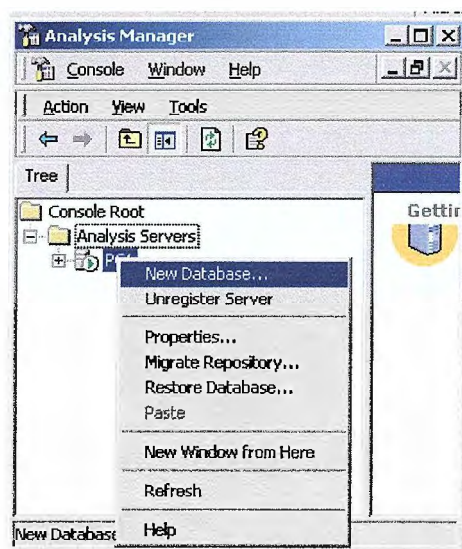 Analysis Manager
Console Window Help
Action View Tools
Tree
Console Root
Analysis Servers
Gettir
New Database...
Unregister Server
Properties...
Migrate Repository...
Restore Database...
Paste
New Window from Here
Refresh
Help
New Database